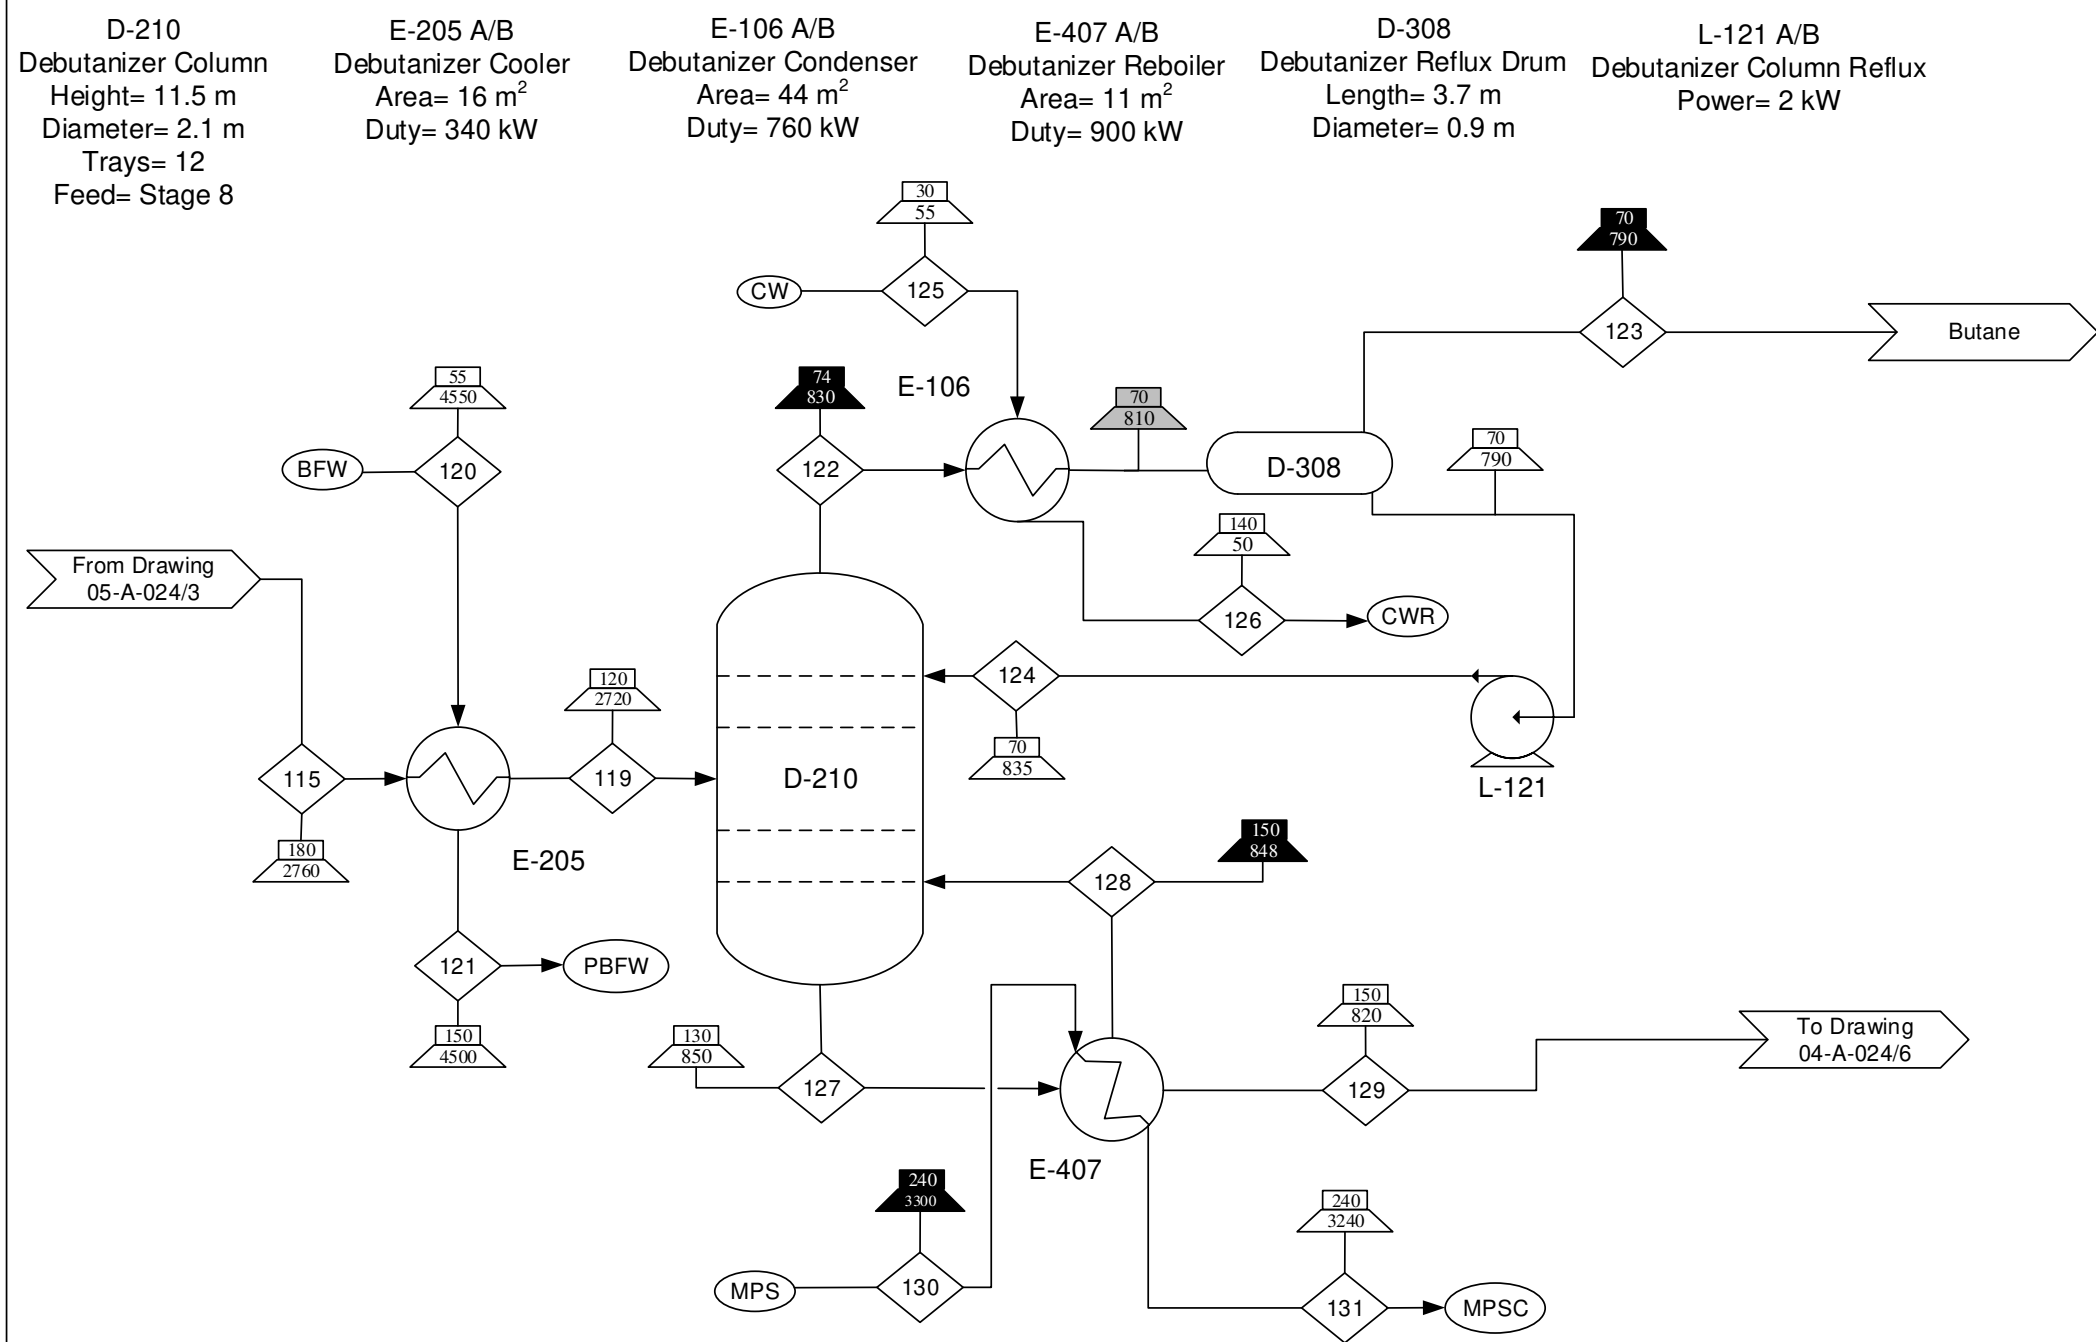 D-210
Debutanizer Column
Height= 11.5 m
Diameter= 2.1 m
Trays= 12
Feed= Stage 8
E-205 A/B
Debutanizer Cooler
Area= 16 m²
Duty= 340 kW
E-106 A/B
Debutanizer Condenser
Area= 44 m²
Duty= 760 kW
E-407 A/B
Debutanizer Reboiler
Area= 11 m²
Duty= 900 kW
D-308
Debutanizer Reflux Drum
Length= 3.7 m
Diameter= 0.9 m
L-121 A/B
Debutanizer Column Reflux
Power= 2 kW
30
55
70
790
CW
125
123
Butane
55
4550
74
830
E-106
70
810
BFW
120
122
D-308
70
790
140
50
From Drawing
05-A-024/3
126
CWR
120
2720
124
70
835
115
119
D-210
L-121
180
2760
E-205
150
848
128
121
PBFW
150
4500
130
850
127
150
820
129
To Drawing
04-A-024/6
E-407
240
3300
240
3240
MPS
130
131
MPSC